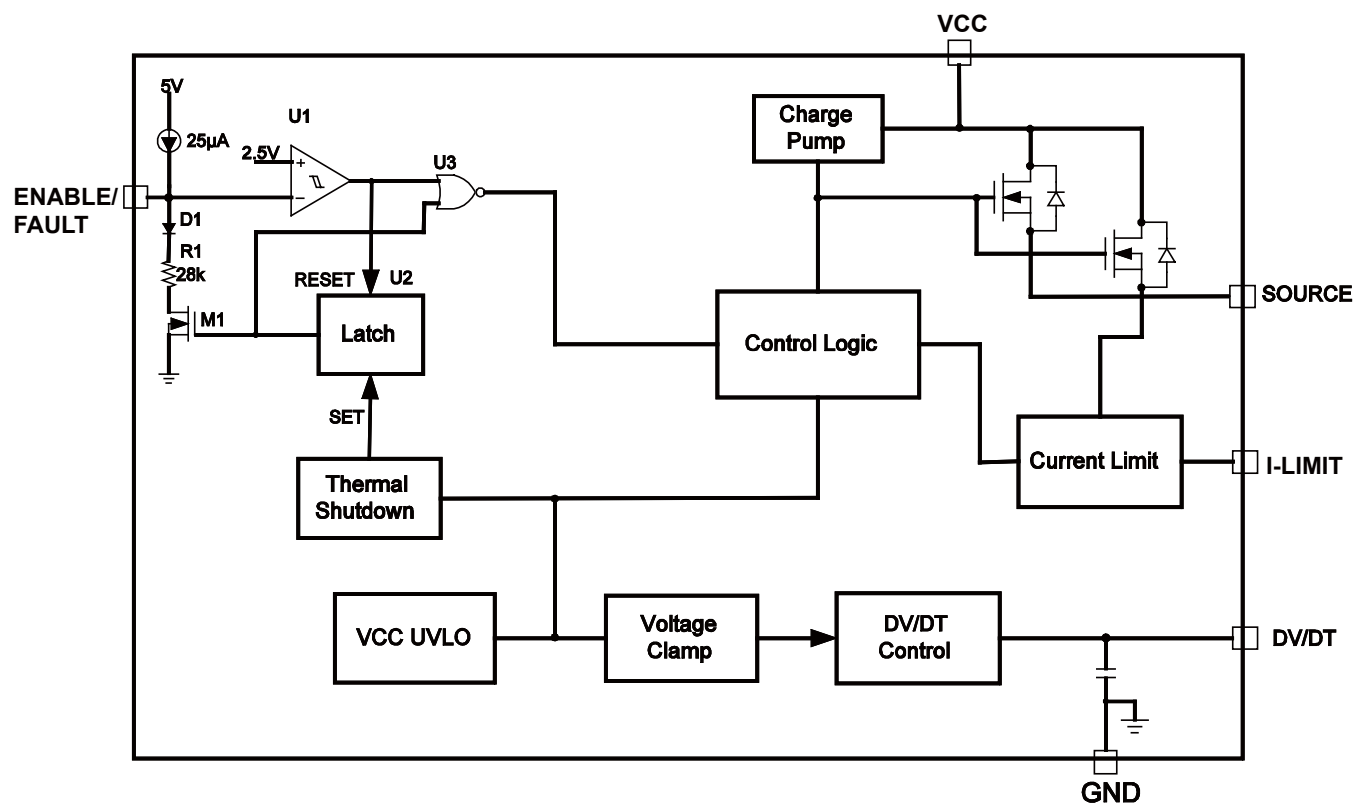 VCC
5V
U1
25µA
2.5V
+
−
U3
Charge
Pump
ENABLE/
FAULT
D1
R1
28k
RESET
U2
M1
Latch
SET
Control Logic
SOURCE
Thermal
Shutdown
Current Limit
I-LIMIT
VCC UVLO
Voltage
Clamp
DV/DT
Control
DV/DT
GND